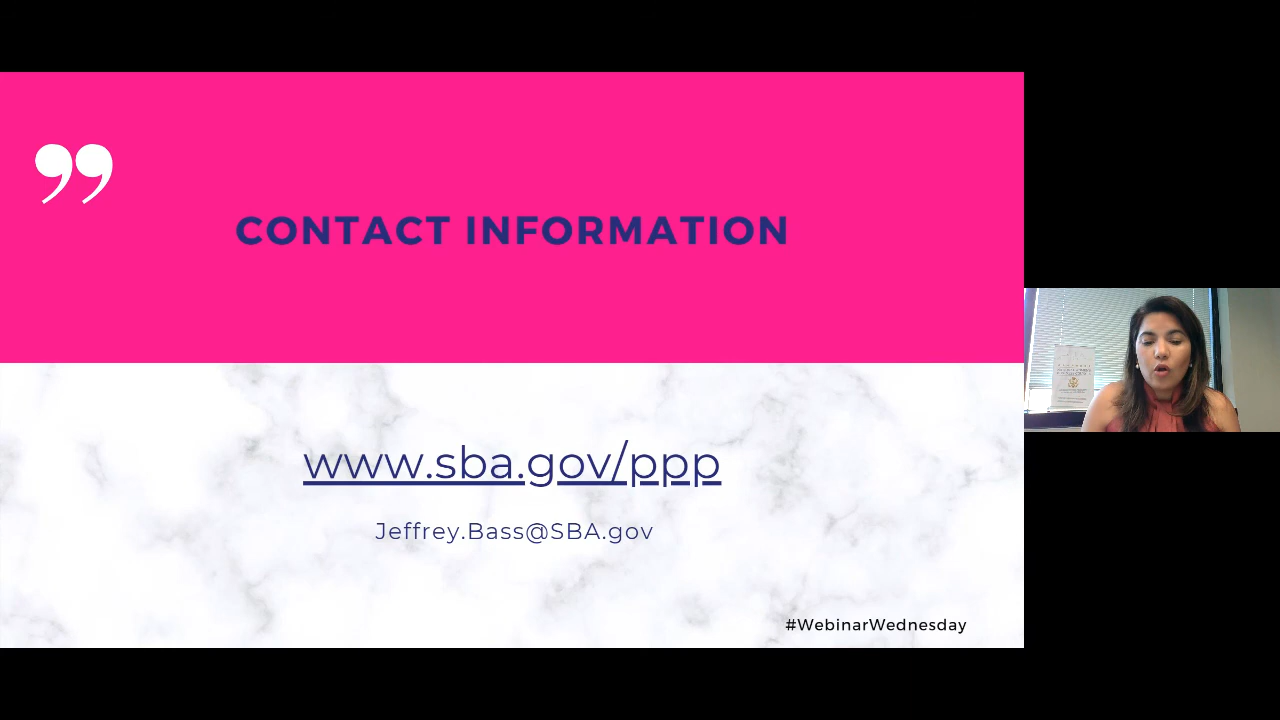 ”
CONTACT INFORMATION
www.sba.gov/ppp
Jeffrey.Bass@SBA.gov
#WebinarWednesday